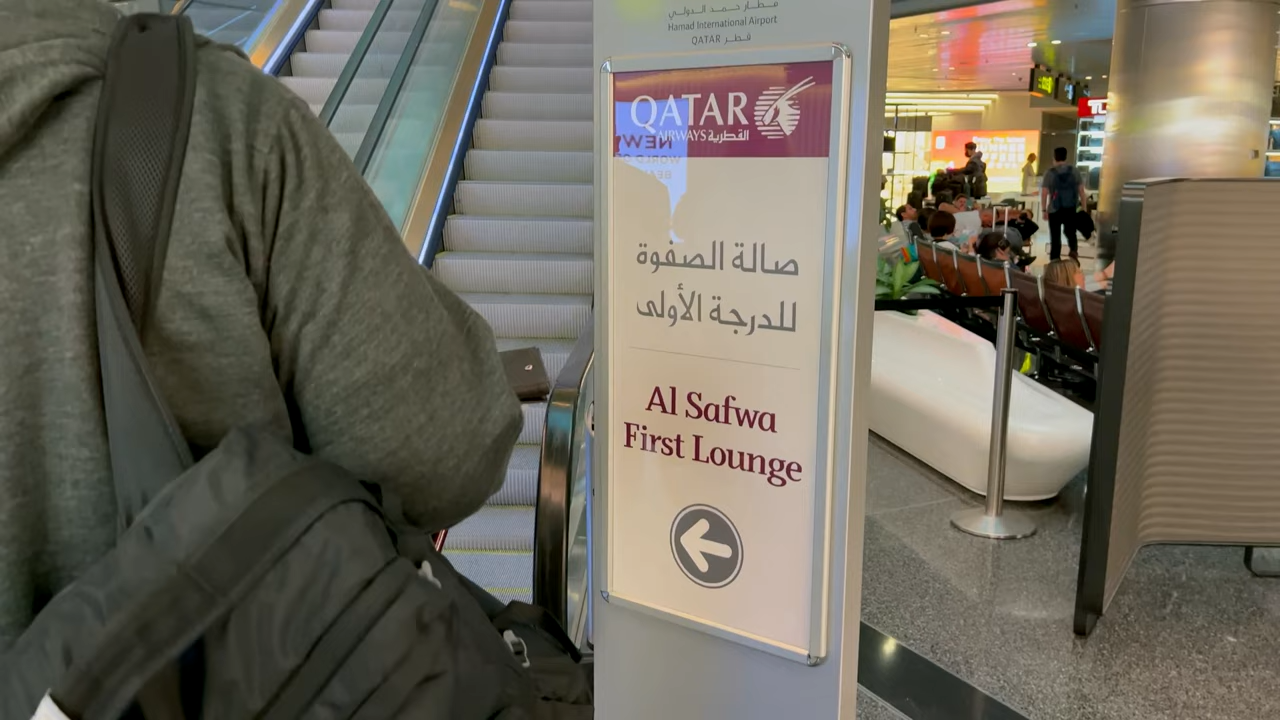 مطار حمد الدولي
Hamad International Airport
QATAR قطر
QATAR
AIRWAYS القطرية
صالة الصفوة
للدرجة الأولى
Al Safwa
First Lounge